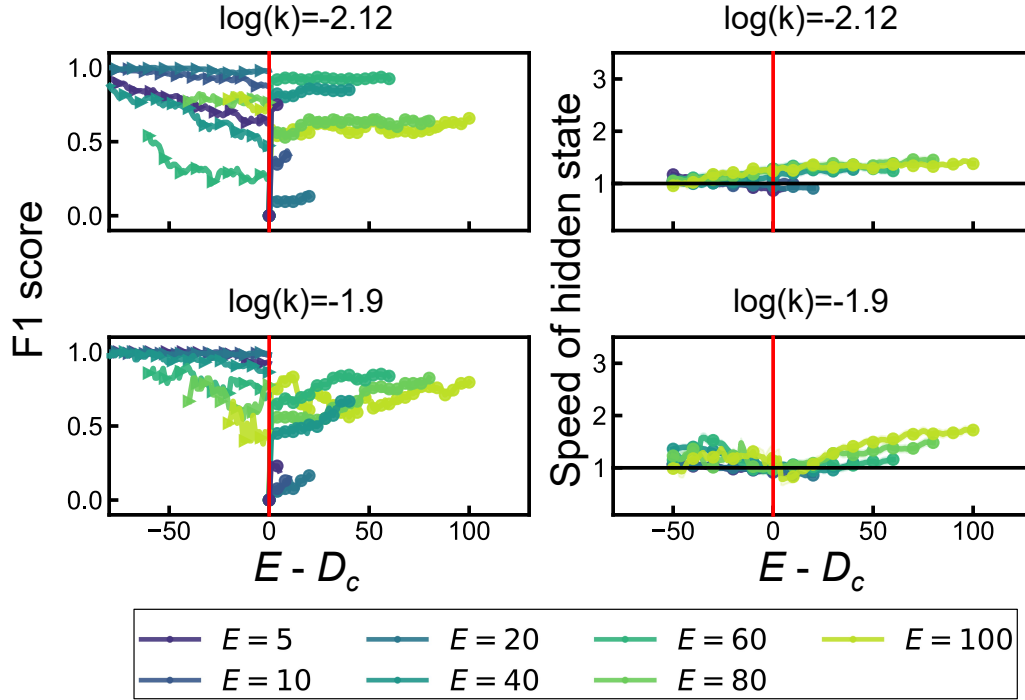 log(k)=-2.12
log(k)=-2.12
F1 score
1.0
0.5
0.0
Speed of hidden state
3
2
1
log(k)=-1.9
log(k)=-1.9
1.0
0.5
0.0
3
2
1
−50
0
50
100
−50
0
50
100
E - D_c
E - D_c
E = 5
E = 20
E = 60
E = 100
E = 10
E = 40
E = 80